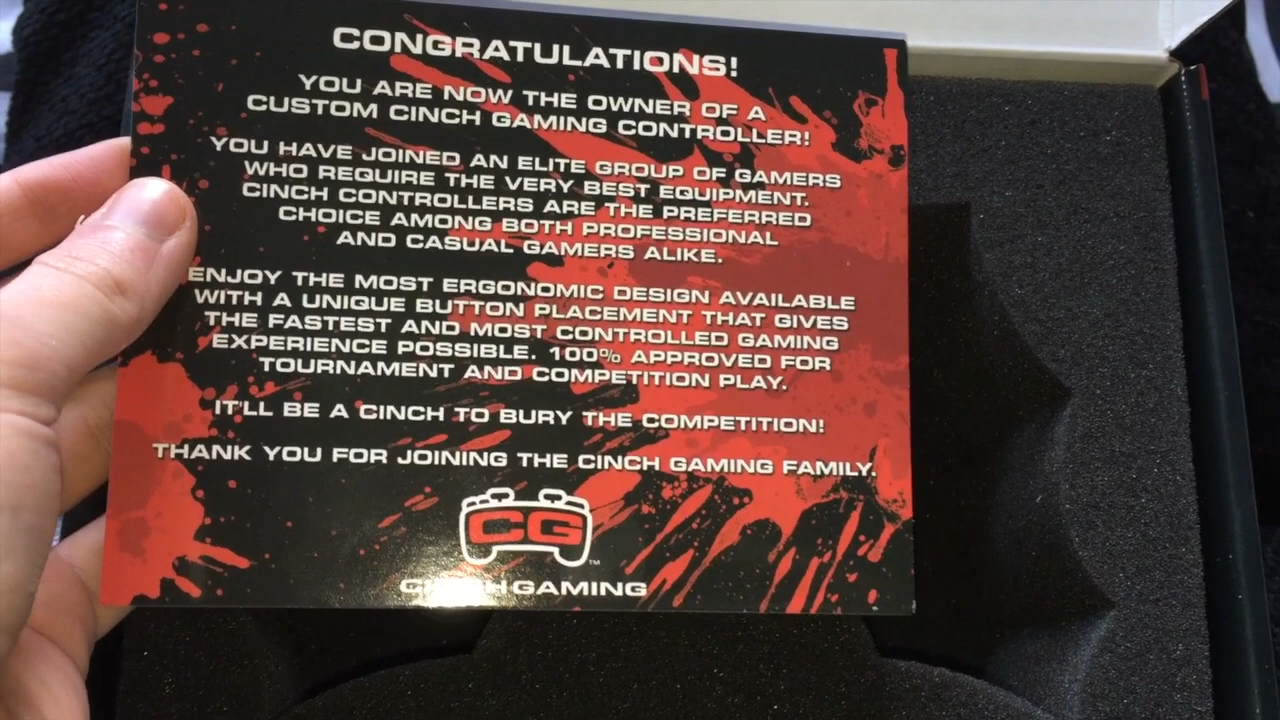 CONGRATULATIONS!
YOU ARE NOW THE OWNER OF A
CUSTOM CINCH GAMING CONTROLLER!
YOU HAVE JOINED AN ELITE GROUP OF GAMERS
WHO REQUIRE THE VERY BEST EQUIPMENT.
CINCH CONTROLLERS ARE THE PREFERRED
CHOICE AMONG BOTH PROFESSIONAL
AND CASUAL GAMERS ALIKE.
ENJOY THE MOST ERGONOMIC DESIGN AVAILABLE
WITH A UNIQUE BUTTON PLACEMENT THAT GIVES
THE FASTEST AND MOST CONTROLLED GAMING
EXPERIENCE POSSIBLE. 100% APPROVED FOR
TOURNAMENT AND COMPETITION PLAY.
IT'LL BE A CINCH TO BURY THE COMPETITION!
THANK YOU FOR JOINING THE CINCH GAMING FAMILY.
CG
TM
CINCHGAMING